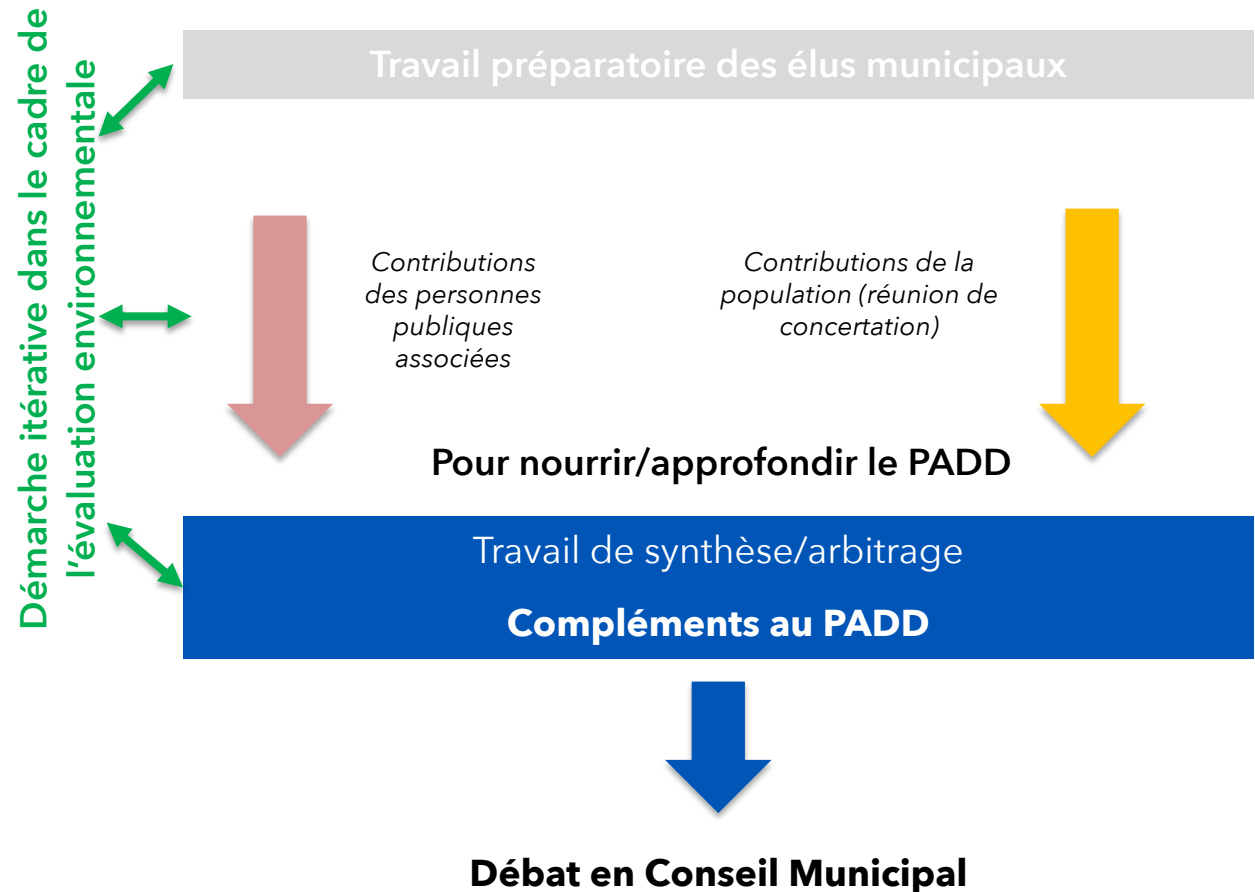 Démarche itérative dans le cadre de
l'évaluation environnementale
Travail préparatoire des élus municipaux
Contributions
des personnes
publiques
associées
Contributions de la
population (réunion de
concertation)
Pour nourrir/approfondir le PADD
Travail de synthèse/arbitrage
Compléments au PADD
Débat en Conseil Municipal